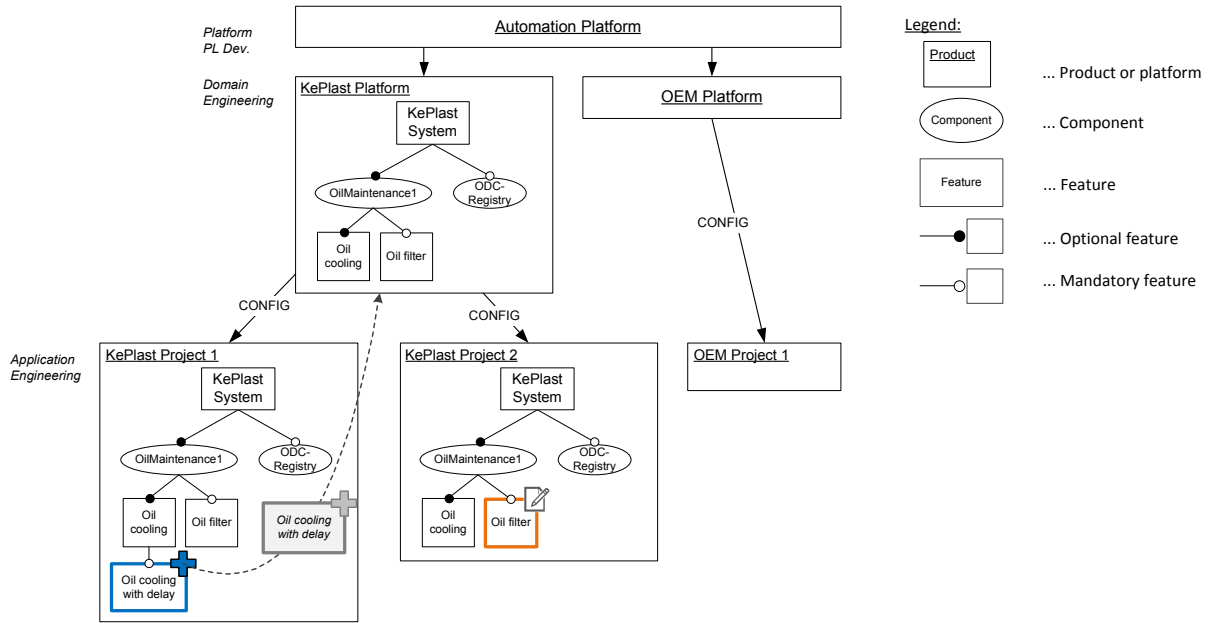 Platform
PL Dev.
Automation Platform
Domain
Engineering
KePlast Platform
KePlast
System
OilMaintenance1
ODC-
Registry
Oil
cooling
Oil filter
OEM Platform
CONFIG
CONFIG
CONFIG
Application
Engineering
KePlast Project 1
KePlast
System
OilMaintenance1
ODC-
Registry
Oil
cooling
Oil filter
Oil cooling
with delay
Oil cooling
with delay
KePlast Project 2
KePlast
System
OilMaintenance1
ODC-
Registry
Oil
cooling
Oil filter
OEM Project 1
Legend:
Product
... Product or platform
Component
... Component
Feature
... Feature
... Optional feature
... Mandatory feature